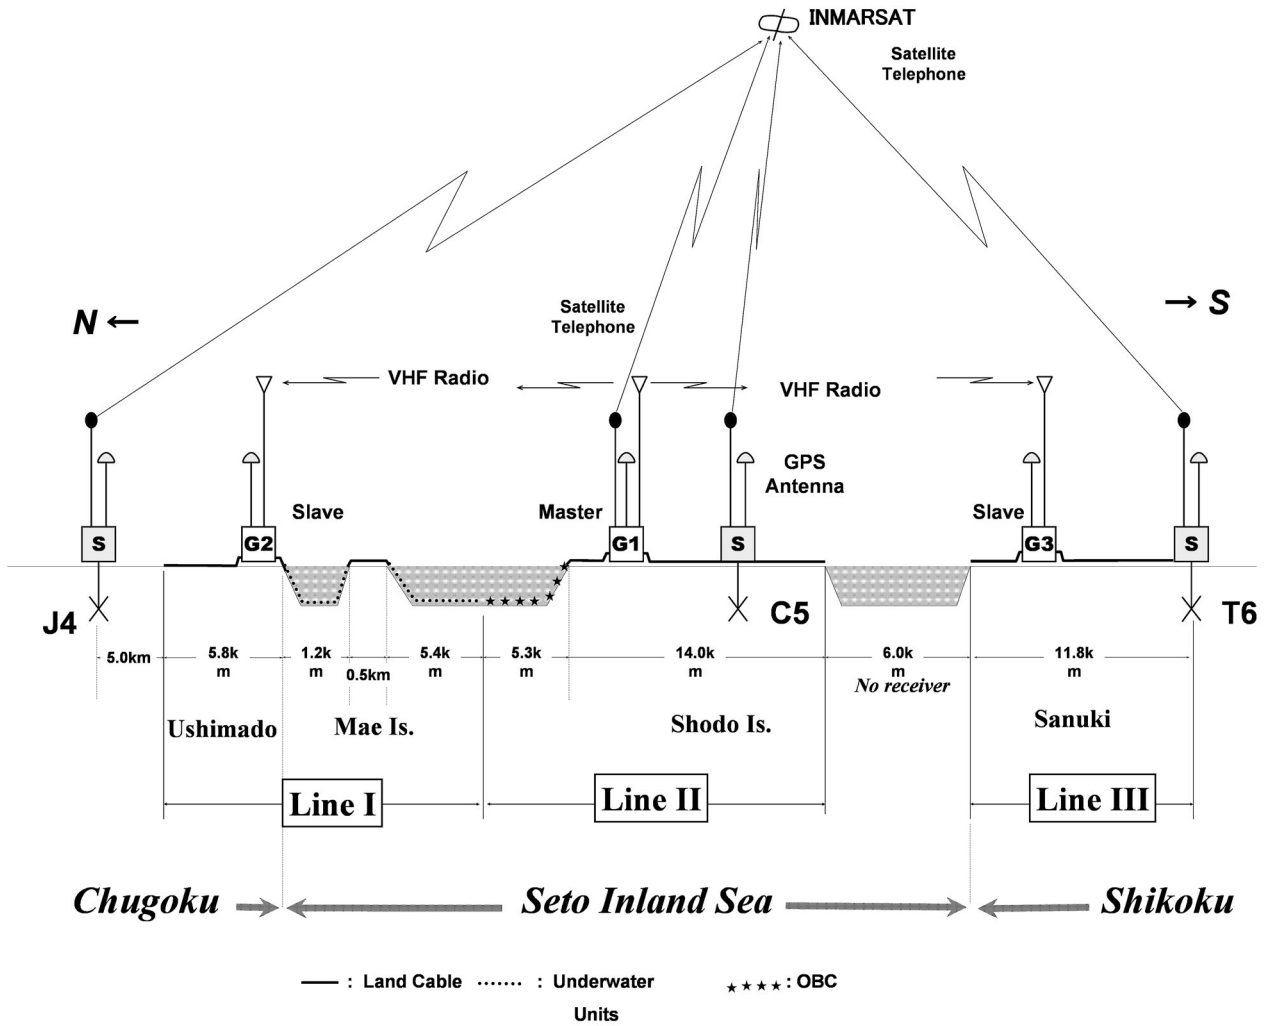 INMARSAT
Satellite
Telephone
N ←
→ S
Satellite
Telephone
VHF Radio
VHF Radio
GPS
Antenna
Slave
Master
Slave
S
G2
G1
S
G3
S
J4
C5
T6
5.0km
5.8k
m
1.2k
m
0.5km
5.4k
m
5.3k
m
14.0k
m
6.0k
m
No receiver
11.8k
m
Ushimado
Mae Is.
Shodo Is.
Sanuki
Line I
Line II
Line III
Chugoku
Seto Inland Sea
Shikoku
: Land Cable
: Underwater
Units
: OBC